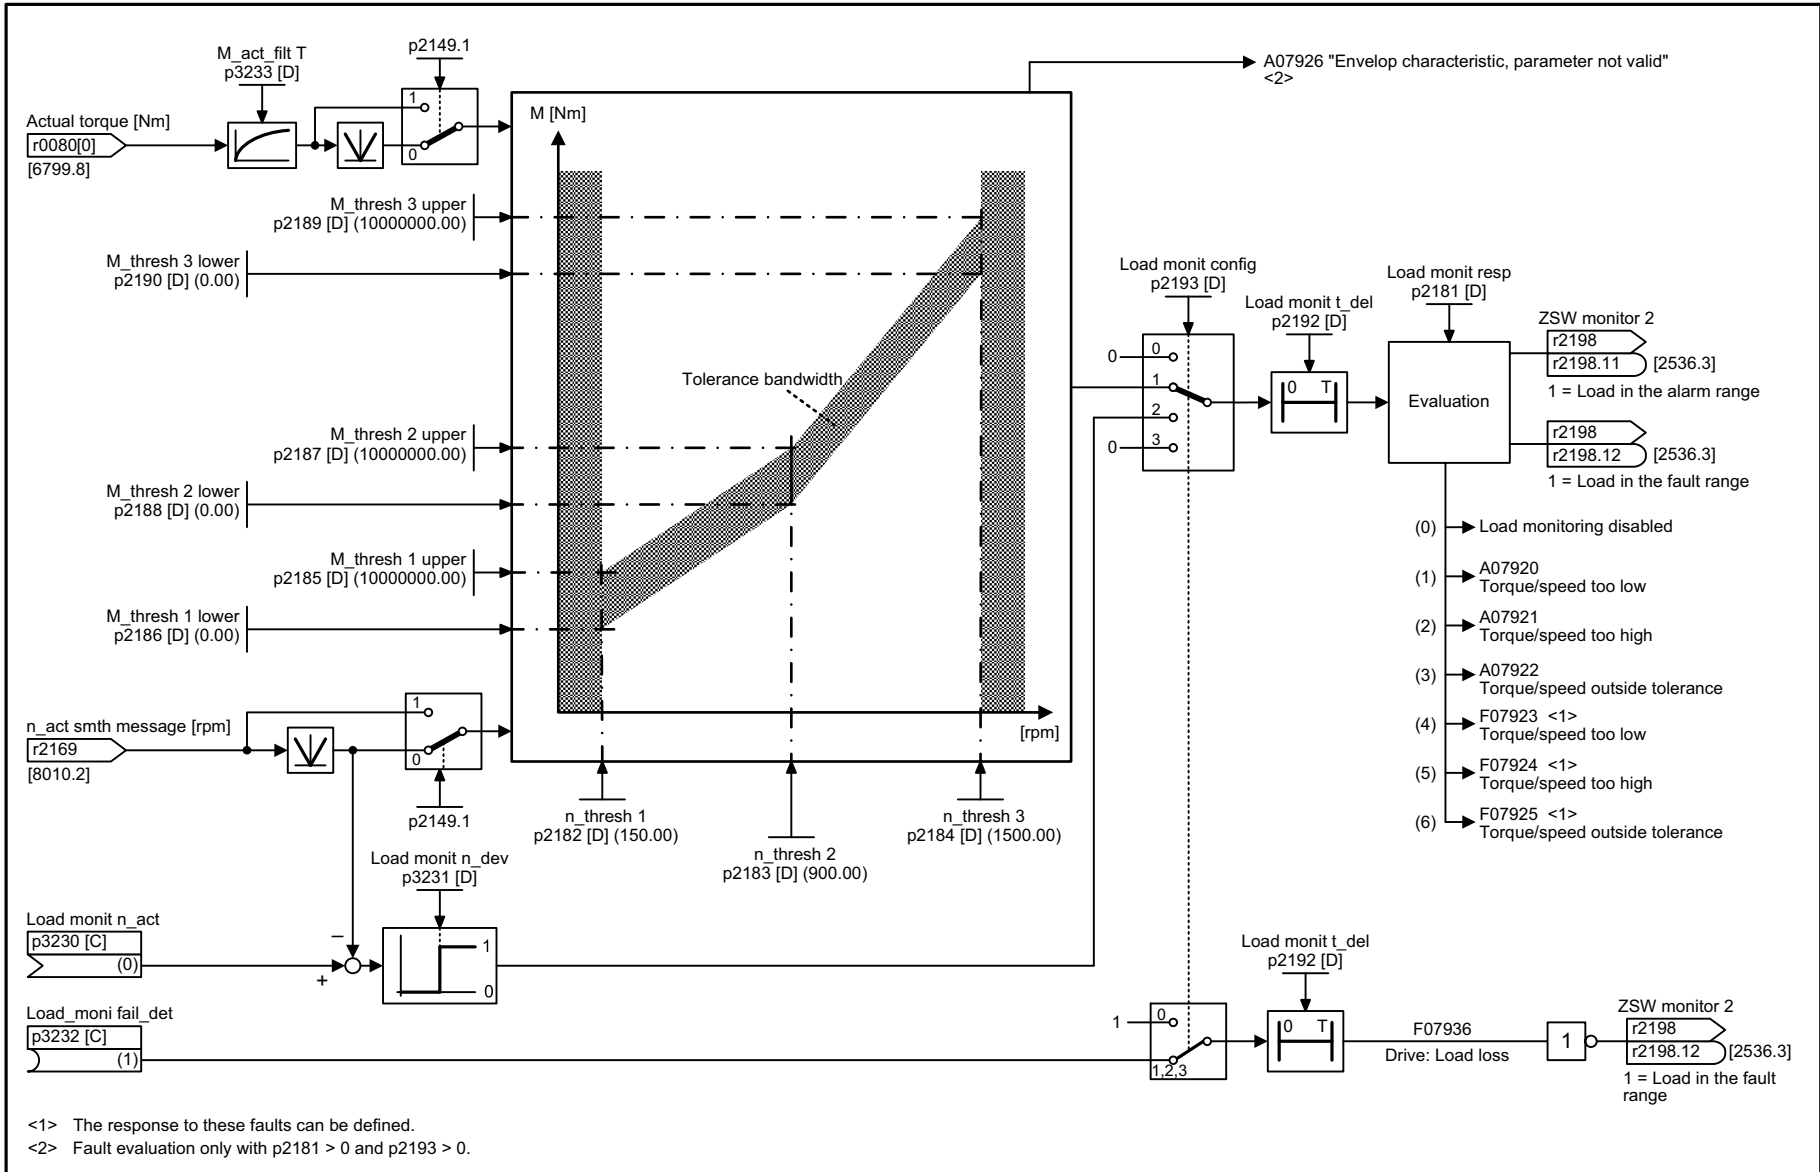 M_act_filt T
p3233 [D]
p2149.1
1
0
Actual torque [Nm]
r0080[0]
[6799.8]
A07926 "Envelop characteristic, parameter not valid"
<2>
M [Nm]
M_thresh 3 upper
p2189 [D] (10000000.00)
M_thresh 3 lower
p2190 [D] (0.00)
Tolerance bandwidth
M_thresh 2 upper
p2187 [D] (10000000.00)
M_thresh 2 lower
p2188 [D] (0.00)
M_thresh 1 upper
p2185 [D] (10000000.00)
M_thresh 1 lower
p2186 [D] (0.00)
[rpm]
n_act smth message [rpm]
r2169
[8010.2]
1
0
p2149.1
n_thresh 1
p2182 [D] (150.00)
n_thresh 2
p2183 [D] (900.00)
n_thresh 3
p2184 [D] (1500.00)
Load monit config
p2193 [D]
0
0
1
2
0
3
Load monit t_del
p2192 [D]
0 T
Load monit resp
p2181 [D]
Evaluation
ZSW monitor 2
r2198
r2198.11
[2536.3]
1 = Load in the alarm range
r2198
r2198.12
[2536.3]
1 = Load in the fault range
(0)
Load monitoring disabled
(1)
A07920
Torque/speed too low
(2)
A07921
Torque/speed too high
(3)
A07922
Torque/speed outside tolerance
(4)
F07923 <1>
Torque/speed too low
(5)
F07924 <1>
Torque/speed too high
(6)
F07925 <1>
Torque/speed outside tolerance
Load monit n_dev
p3231 [D]
1
0
Load monit n_act
p3230 [C]
(0)
–
+
Load_moni fail_det
p3232 [C]
(1)
1
0
1,2,3
Load monit t_del
p2192 [D]
0 T
F07936
Drive: Load loss
1
ZSW monitor 2
r2198
r2198.12
[2536.3]
1 = Load in the fault
range
<1> The response to these faults can be defined.
<2> Fault evaluation only with p2181 > 0 and p2193 > 0.